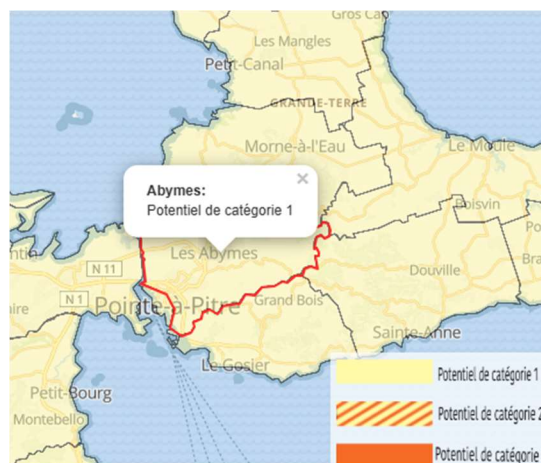 Gros Cap
Les Mangles
Petit-Canal
GRANDE-TERRE
Morne-à-l'Eau
Le Moule
×
Abymes:
Potentiel de catégorie 1
Boisvin
Les Abymes
N 11
Douville
N 1
Pointe-à-Pitre
Grand Bois
Sainte-Anne
Le Gosier
Petit-Bourg
Potentiel de catégorie 1
Montebello
Potentiel de catégorie 2
Potentiel de catégorie